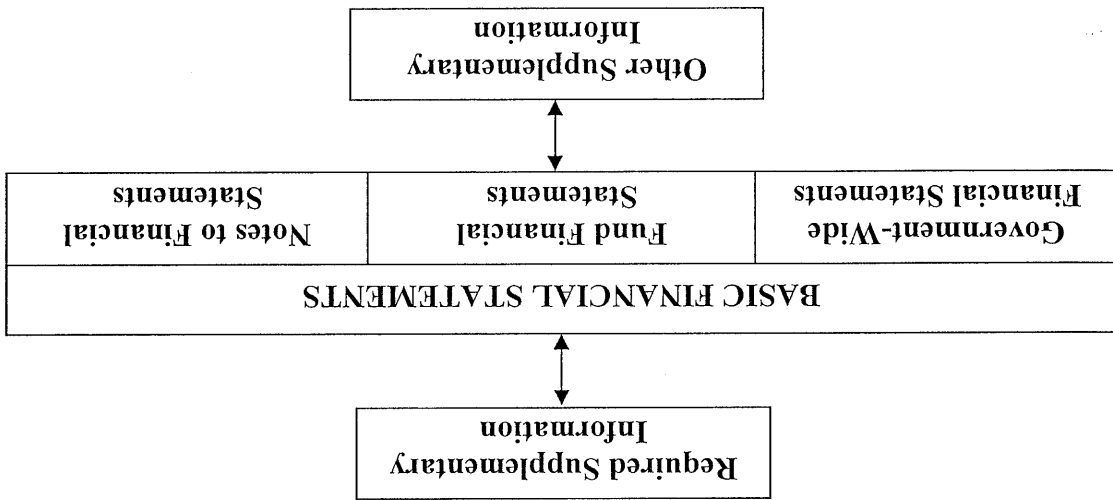 Required Supplementary
Information
BASIC FINANCIAL STATEMENTS
Government-Wide
Financial Statements
Fund Financial
Statements
Notes to Financial
Statements
Other Supplementary
Information